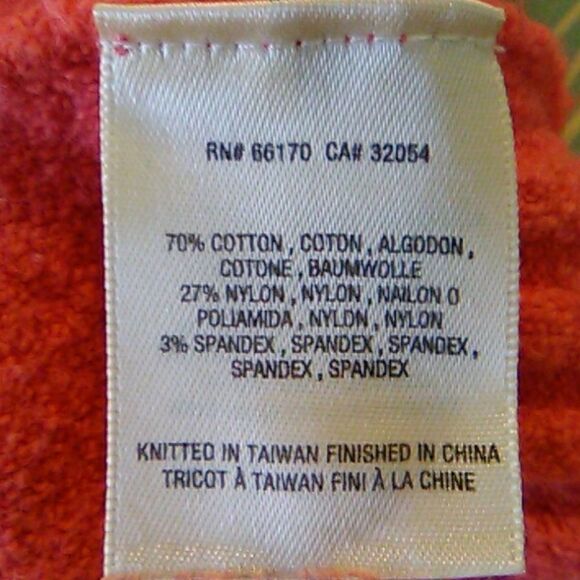 RN# 66170 CA# 32054
70% COTTON, COTON, ALGODON,
COTONE, BAUMWOLLE
27% NYLON, NYLON, NAILON O
POLIAMIDA, NYLON, NYLON
3% SPANDEX, SPANDEX, SPANDEX,
SPANDEX, SPANDEX
KNITTED IN TAIWAN FINISHED IN CHINA
TRICOT À TAIWAN FINI À LA CHINE